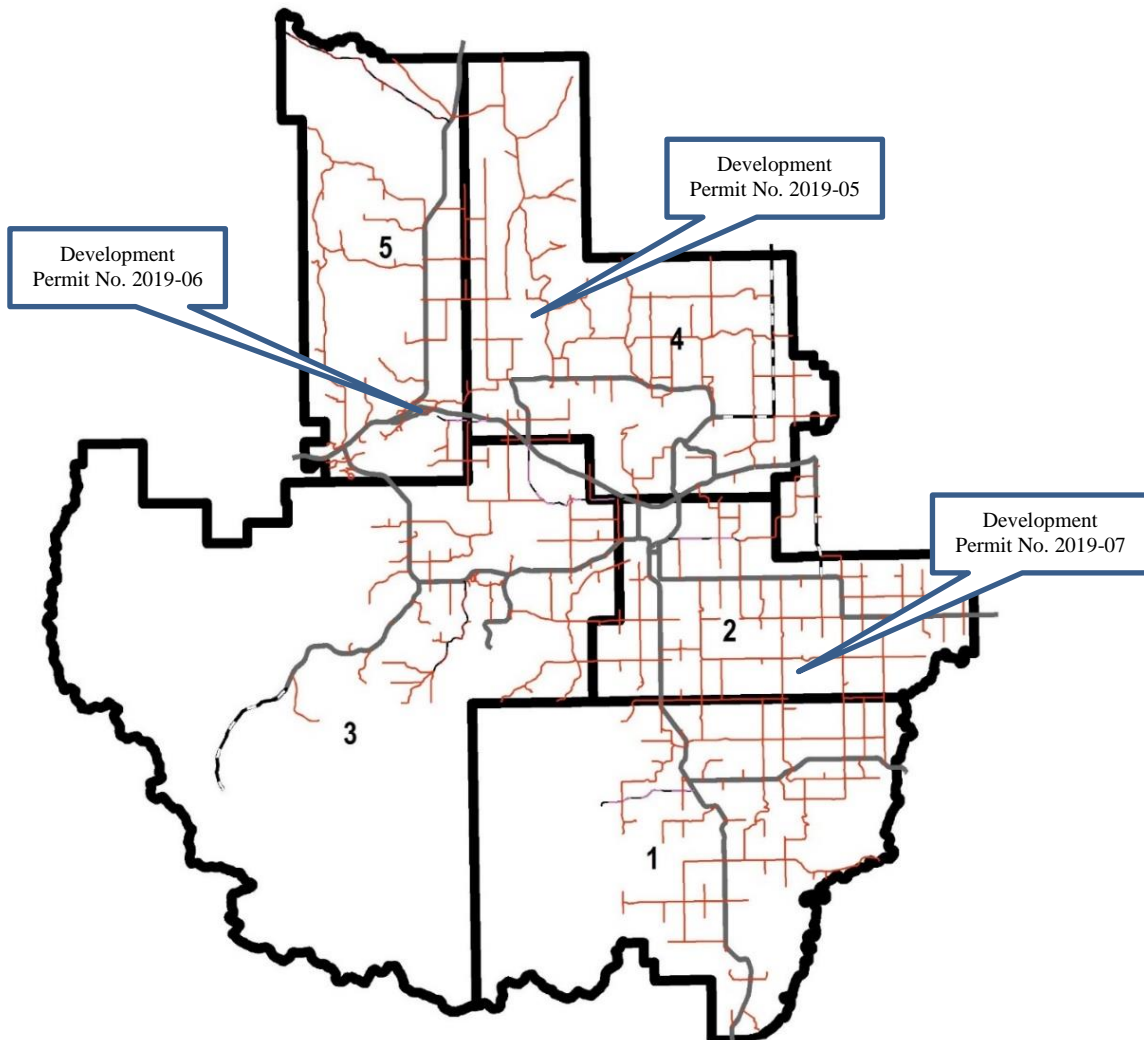 Development
Permit No. 2019-05
Development
Permit No. 2019-06
5
4
Development
Permit No. 2019-07
2
3
1